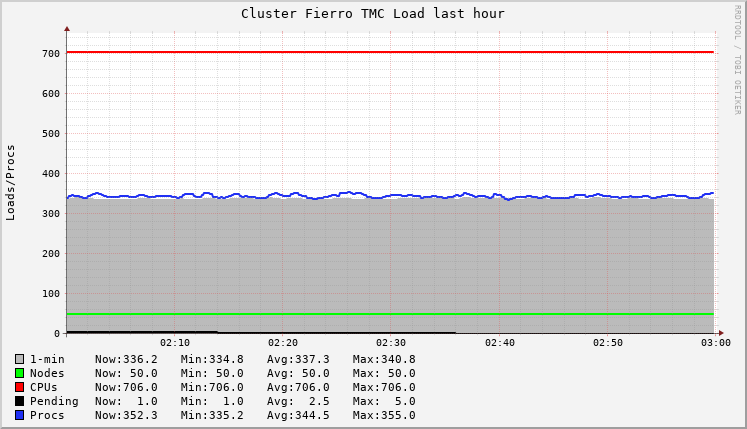 Cluster Fierro TMC Load last hour
RRDTOOL / TOBI OETIKER
Loads/Procs
700
600
500
400
300
200
100
0
02:10 02:20 02:30 02:40 02:50 03:00
1-min Now:336.2 Min:334.8 Avg:337.3 Max:340.8
Nodes Now: 50.0 Min: 50.0 Avg: 50.0 Max: 50.0
CPUs Now:706.0 Min:706.0 Avg:706.0 Max:706.0
Pending Now: 1.0 Min: 1.0 Avg: 2.5 Max: 5.0
Procs Now:352.3 Min:335.2 Avg:344.5 Max:355.0